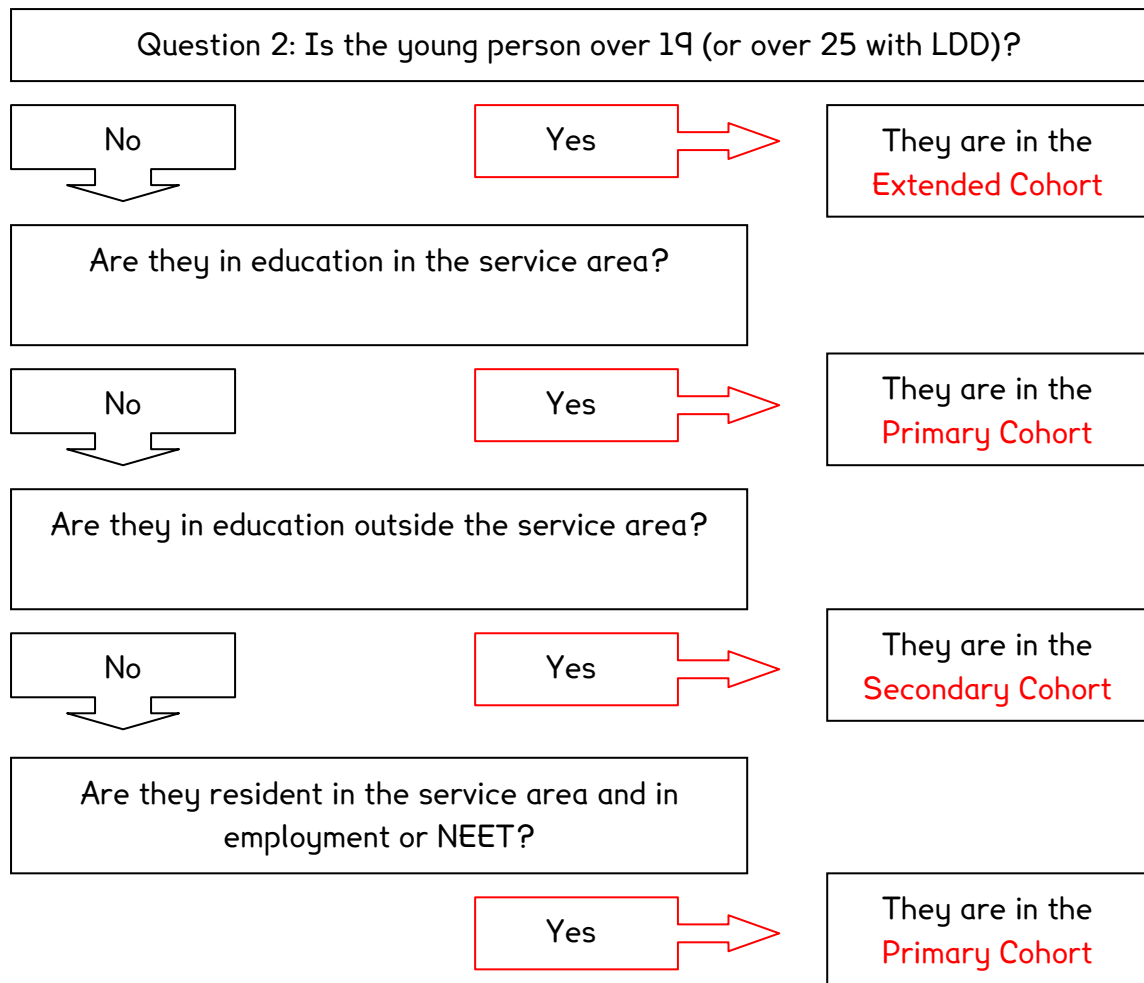 Question 2: Is the young person over 19 (or over 25 with LDD)?
No
Yes
They are in the
Extended Cohort
Are they in education in the service area?
No
Yes
They are in the
Primary Cohort
Are they in education outside the service area?
No
Yes
They are in the
Secondary Cohort
Are they resident in the service area and in
employment or NEET?
Yes
They are in the
Primary Cohort